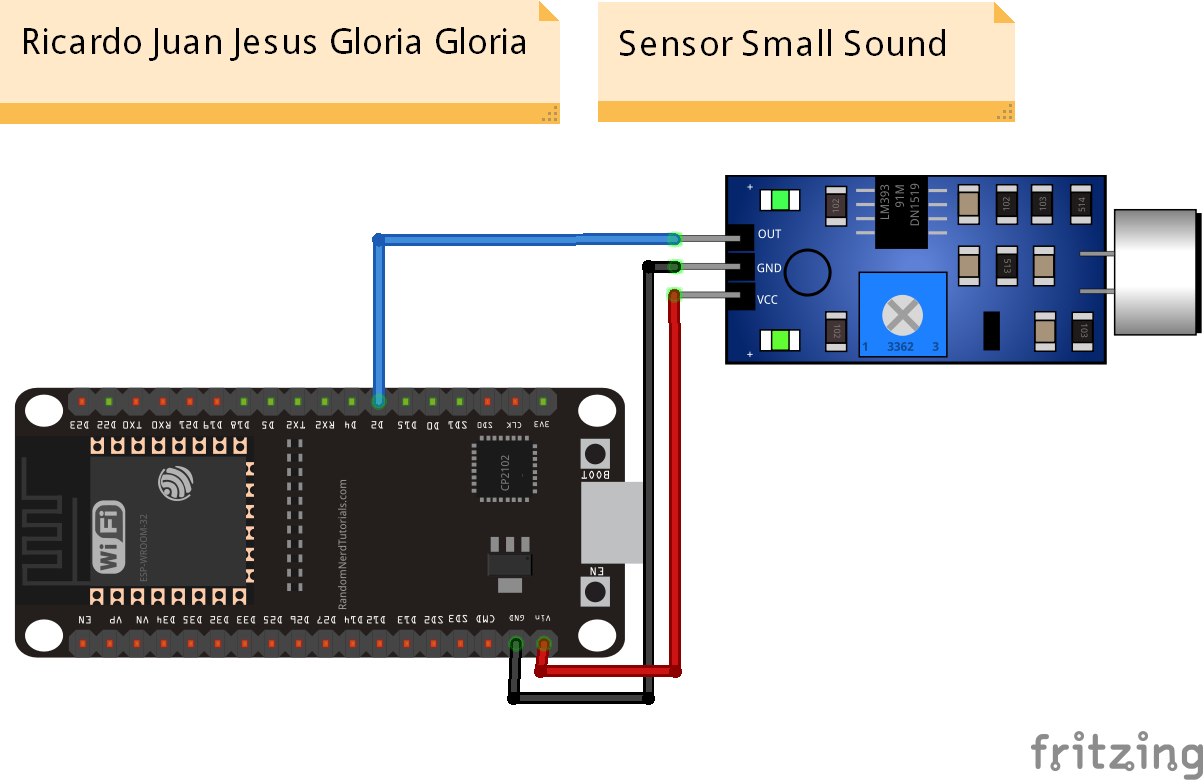 Ricardo Juan Jesus Gloria Gloria
Sensor Small Sound
+
OUT
GND
VCC
+
102
LM393
91M
DN1519
102
103
514
513
102
103
1 3362 3
D23 D22 TX0 RX0 D21 D19 D18 D5 TX2 RX2 D4 D2 D15 D0 SD1 SD0 CLK 3V3
BOOT
CP2102
WiFi
ESP-WROOM-32
RandomNerdTutorials.com
EN
EN VP VN D34 D35 D32 D33 D25 D26 D27 D14 D12 D13 SD2 SD3 CMD GND Vin
fritzing